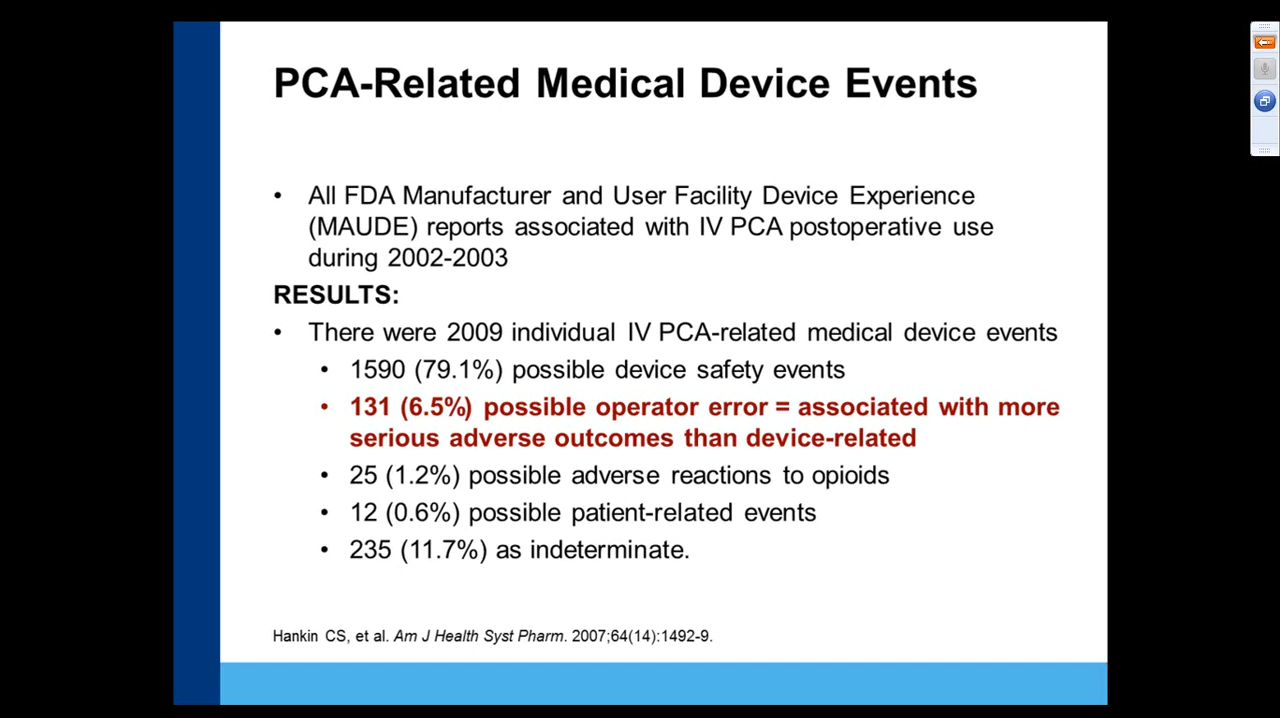 PCA-Related Medical Device Events
• All FDA Manufacturer and User Facility Device Experience
(MAUDE) reports associated with IV PCA postoperative use
during 2002-2003
RESULTS:
• There were 2009 individual IV PCA-related medical device events
• 1590 (79.1%) possible device safety events
• 131 (6.5%) possible operator error = associated with more
serious adverse outcomes than device-related
• 25 (1.2%) possible adverse reactions to opioids
• 12 (0.6%) possible patient-related events
• 235 (11.7%) as indeterminate.
Hankin CS, et al. Am J Health Syst Pharm. 2007;64(14):1492-9.